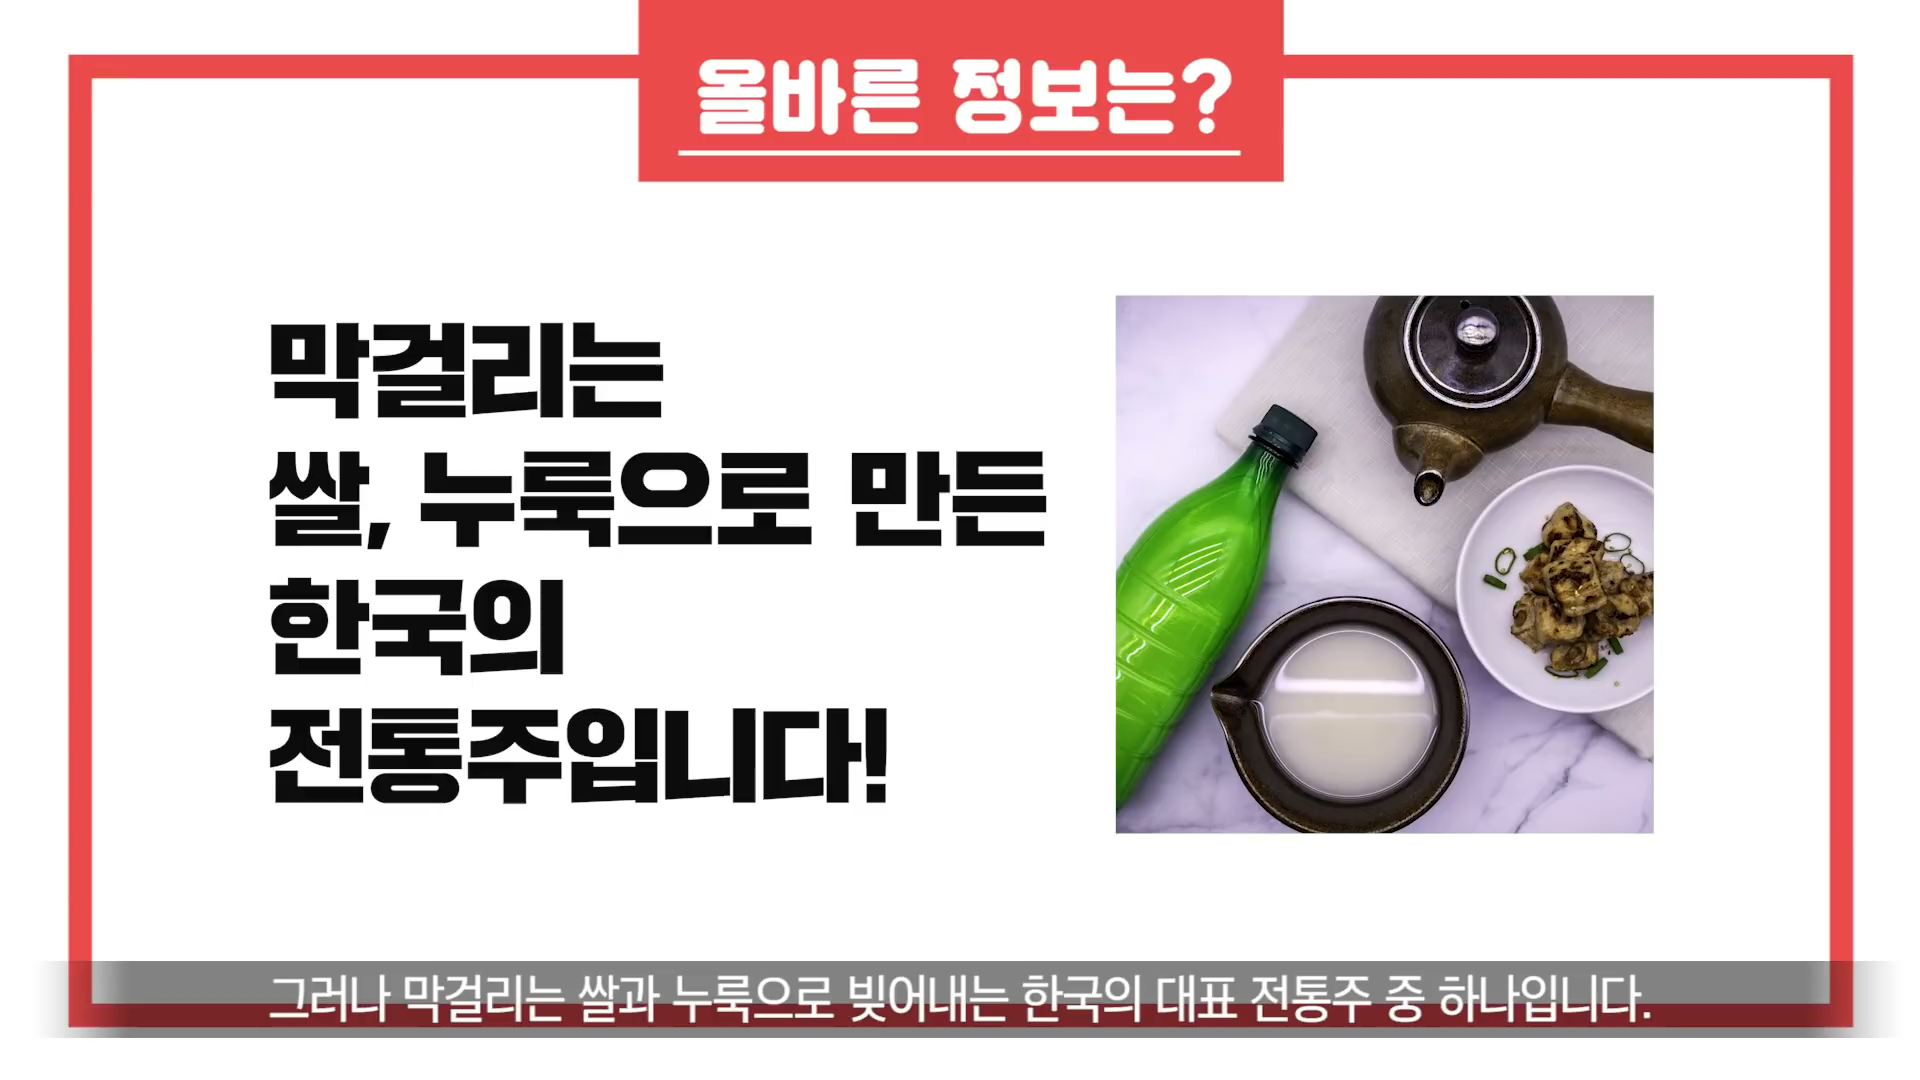 올바른 정보는?
막걸리는
쌀, 누룩으로 만든
한국의
전통주입니다!
그러나 막걸리는 쌀과 누룩으로 빚어내는 한국의 대표 전통주 중 하나입니다.